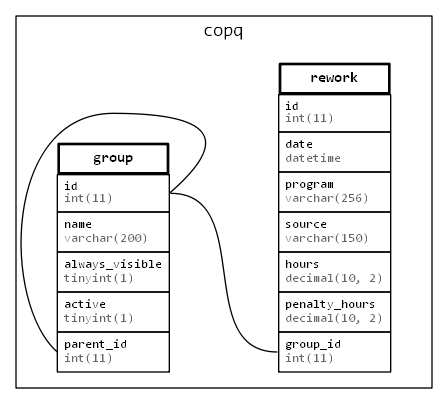 copq
group
id
int(11)
name
varchar(200)
always_visible
tinyint(1)
active
tinyint(1)
parent_id
int(11)
rework
id
int(11)
date
datetime
program
varchar(256)
source
varchar(150)
hours
decimal(10, 2)
penalty_hours
decimal(10, 2)
group_id
int(11)